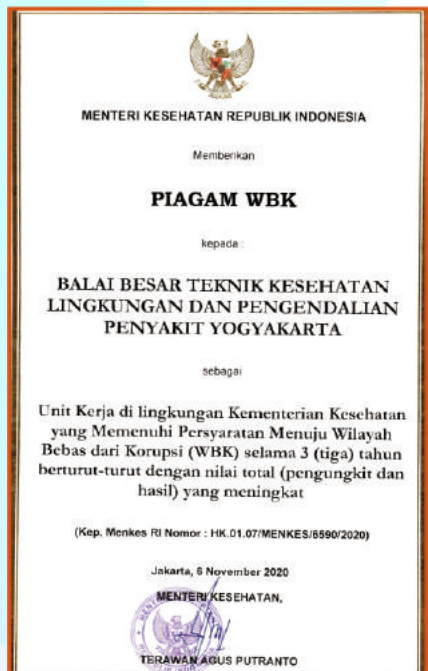 MENTERI KESEHATAN REPUBLIK INDONESIA
Memberikan
PIAGAM WBK
kepada :
BALAI BESAR TEKNIK KESEHATAN
LINGKUNGAN DAN PENGENDALIAN
PENYAKIT YOGYAKARTA
sebagai
Unit Kerja di lingkungan Kementerian Kesehatan
yang Memenuhi Persyaratan Menuju Wilayah
Bebas dari Korupsi (WBK) selama 3 (tiga) tahun
berturut-turut dengan nilai total (pengungkit dan
hasil) yang meningkat
(Kep. Menkes RI Nomor : HK.01.07/MENKES/6590/2020)
Jakarta, 6 November 2020
MENTERI KESEHATAN,
TERAWAN AGUS PUTRANTO